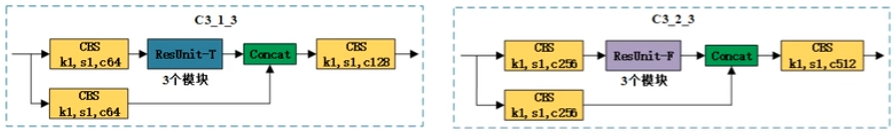 C3_1_3
CBS
k1,s1,c64
ResUnit-T
Concat
CBS
k1,s1,c128
3个模块
CBS
k1,s1,c64
C3_2_3
CBS
k1,s1,c256
ResUnit-F
Concat
CBS
k1,s1,c512
3个模块
CBS
k1,s1,c256